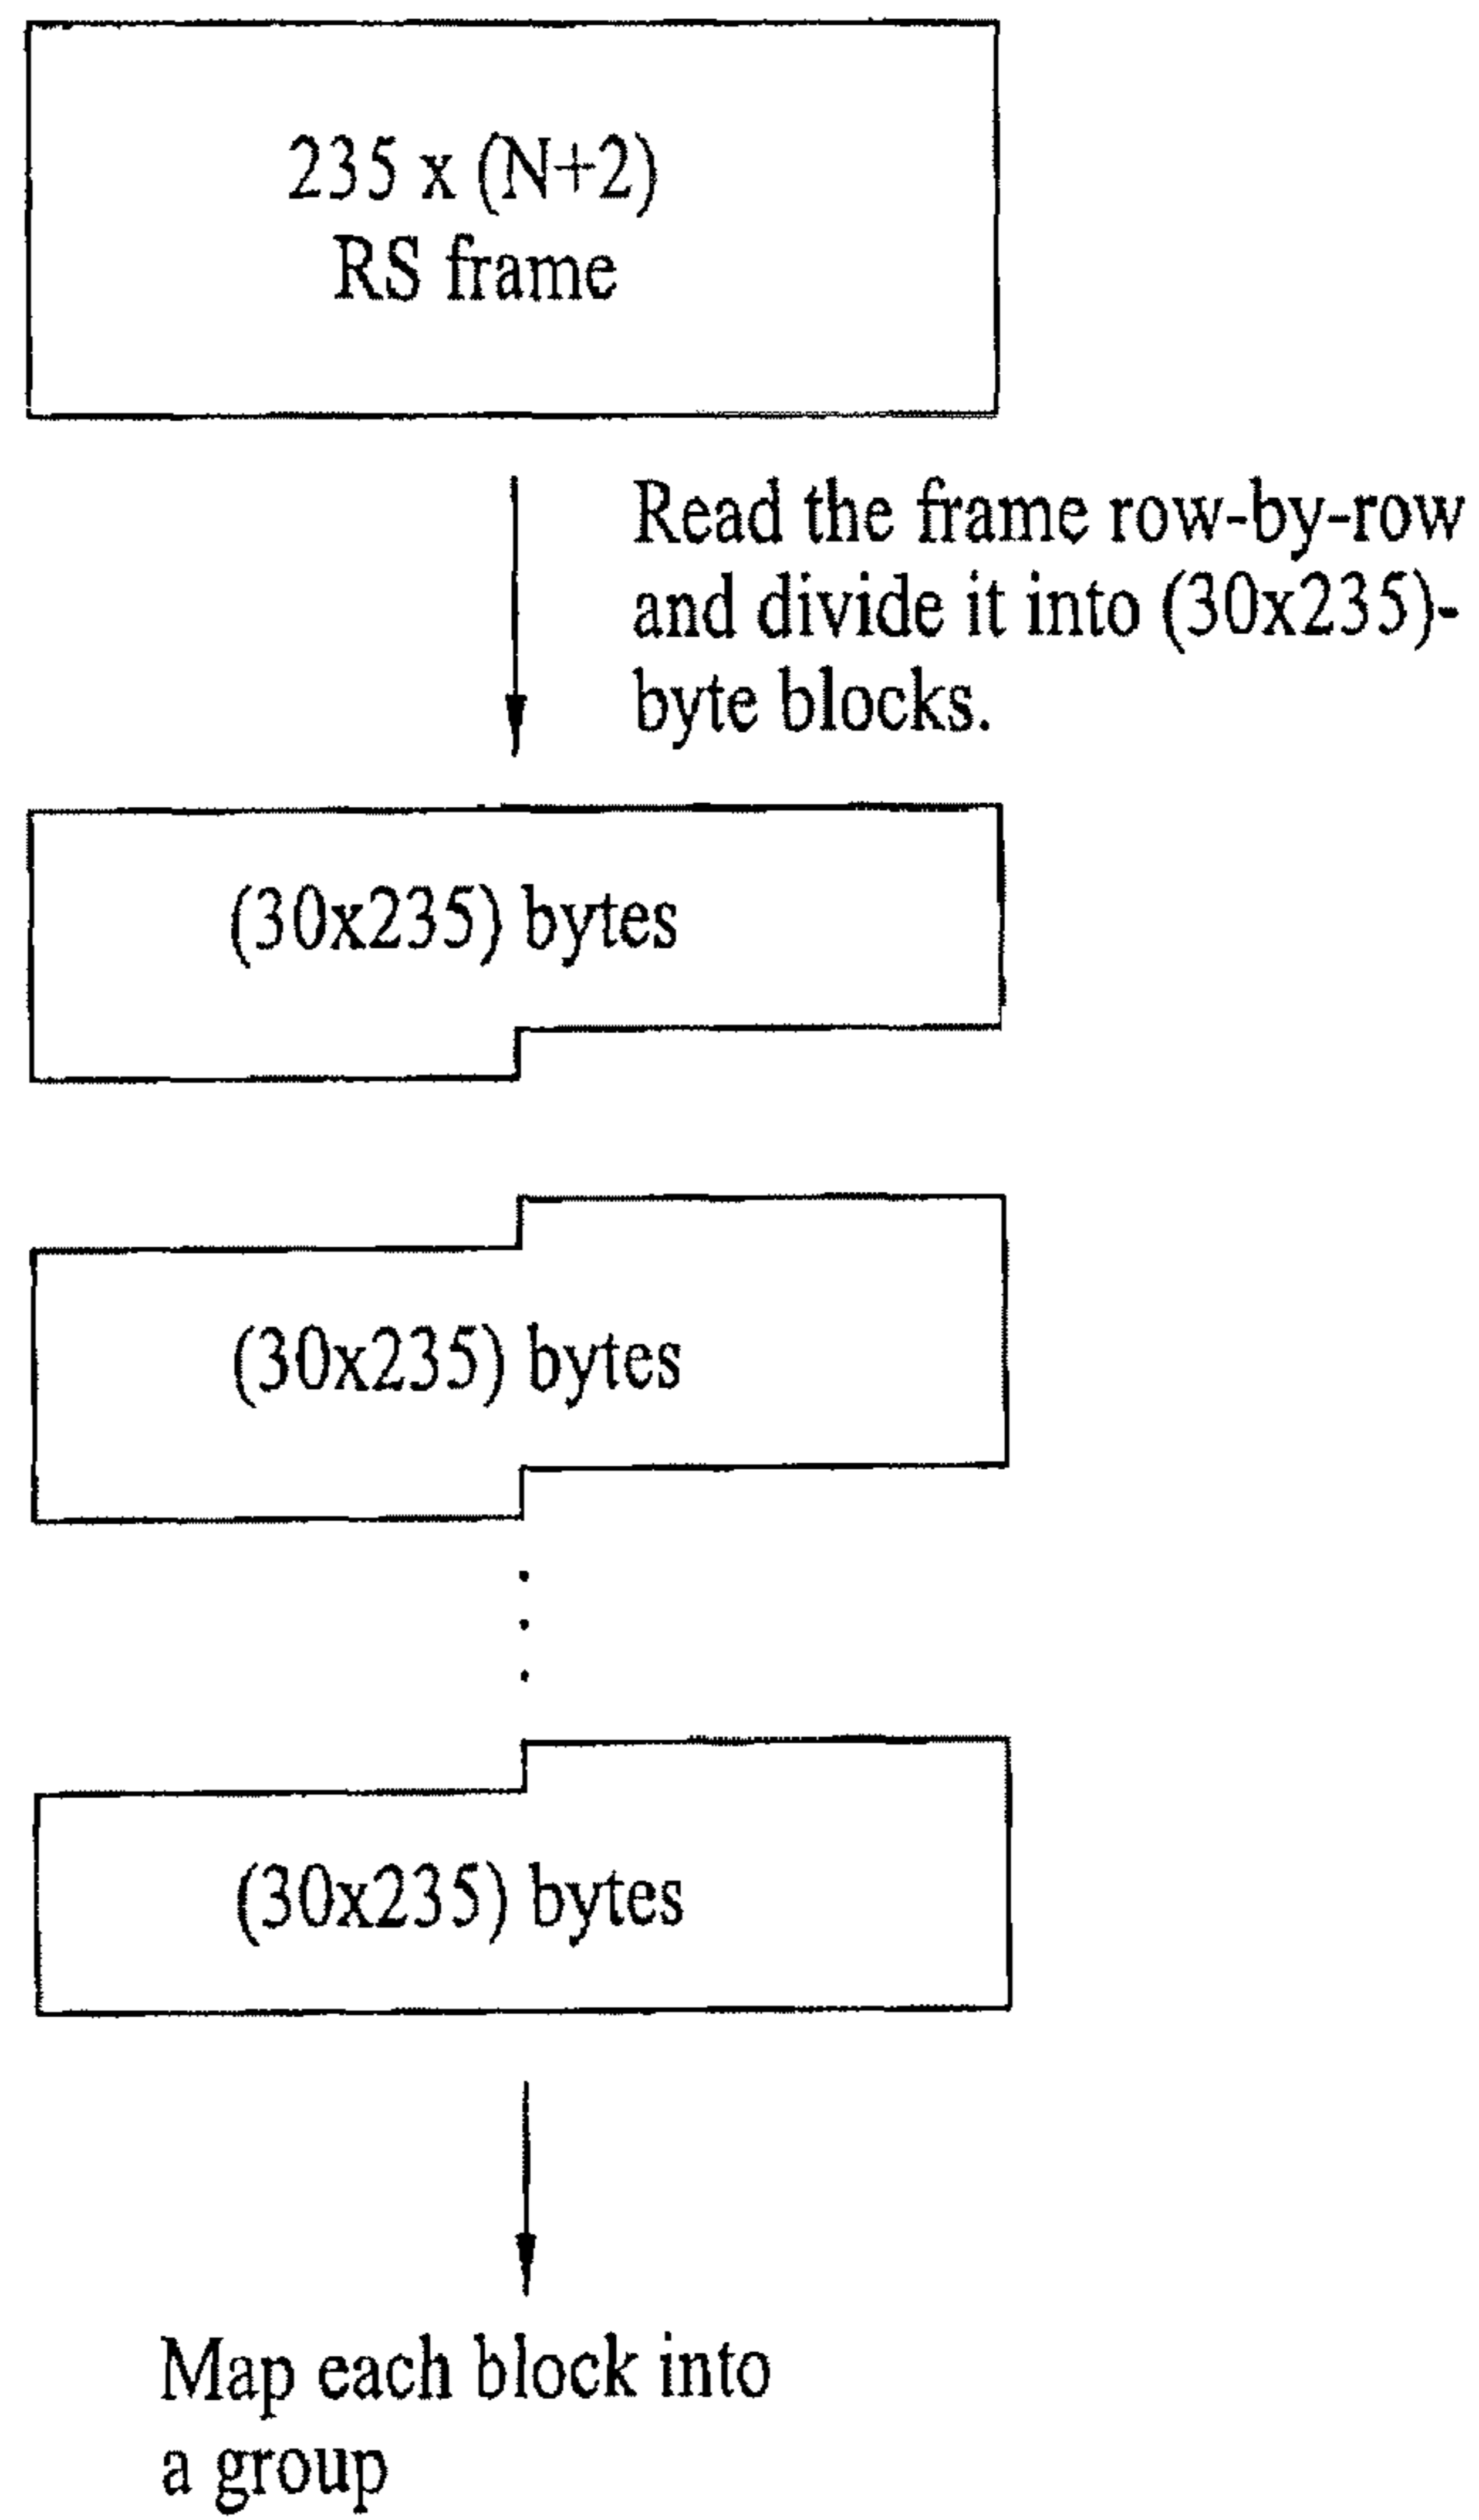 235 x (N+2)
RS frame
Read the frame row-by-row
and divide it into (30x235)-
byte blocks.
(30x235) bytes
(30x235) bytes
(30x235) bytes
Map each block into
a group